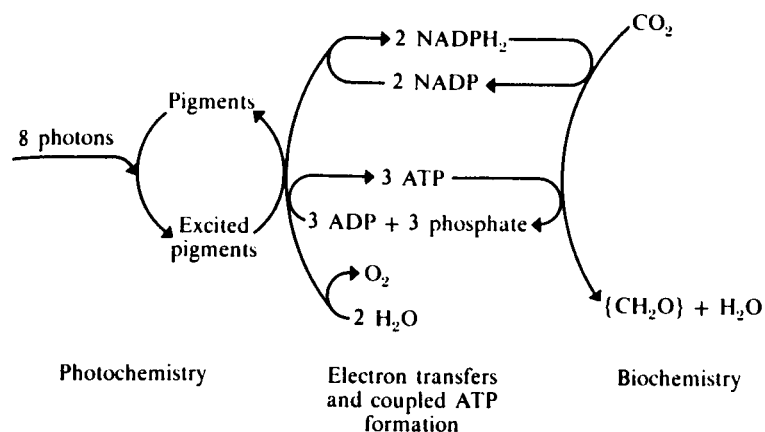 8 photons
Pigments
Excited
pigments
2 NADPH₂
2 NADP
3 ATP
3 ADP + 3 phosphate
O₂
2 H₂O
CO₂
{CH₂O} + H₂O
Photochemistry
Electron transfers
and coupled ATP
formation
Biochemistry